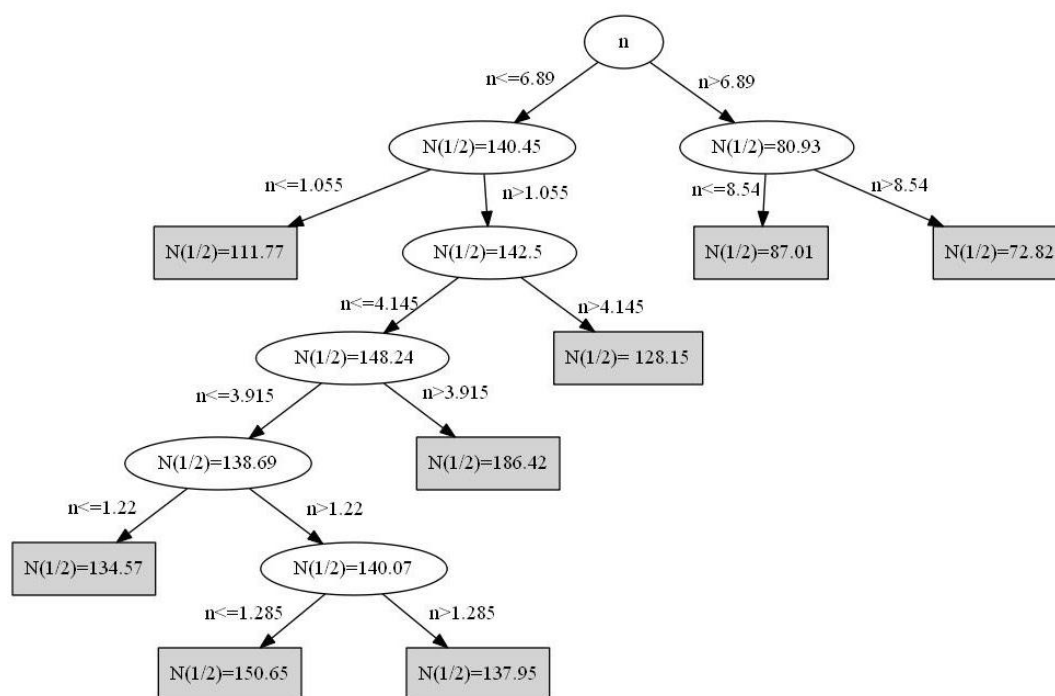 n
n<=6.89
n>6.89
N(1/2)=140.45
N(1/2)=80.93
n<=1.055
n>1.055
n<=8.54
n>8.54
N(1/2)=111.77
N(1/2)=142.5
N(1/2)=87.01
N(1/2)=72.82
n<=4.145
n>4.145
N(1/2)=148.24
N(1/2)= 128.15
n<=3.915
n>3.915
N(1/2)=138.69
N(1/2)=186.42
n<=1.22
n>1.22
N(1/2)=134.57
N(1/2)=140.07
n<=1.285
n>1.285
N(1/2)=150.65
N(1/2)=137.95